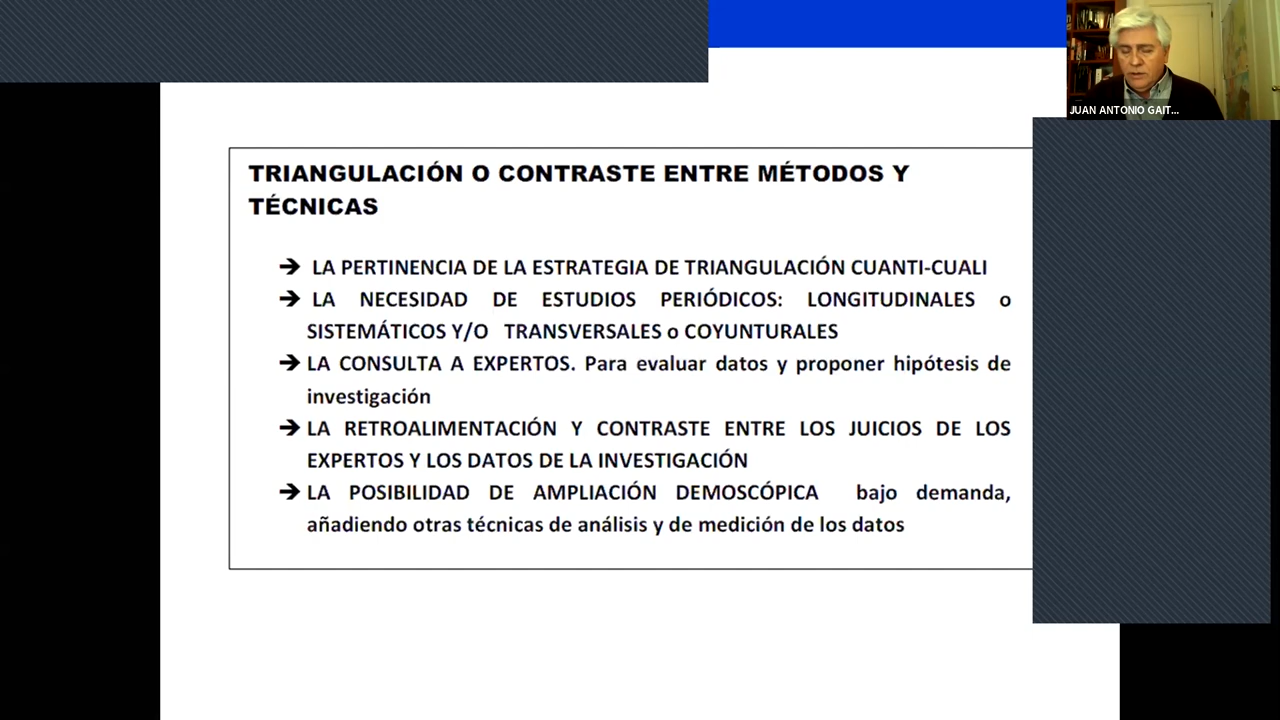 JUAN ANTONIO GAIT...
TRIANGULACIÓN O CONTRASTE ENTRE MÉTODOS Y
TÉCNICAS
➔ LA PERTINENCIA DE LA ESTRATEGIA DE TRIANGULACIÓN CUANTI-CUALI
➔ LA NECESIDAD DE ESTUDIOS PERIÓDICOS: LONGITUDINALES o
SISTEMÁTICOS Y/O TRANSVERSALES o COYUNTURALES
➔ LA CONSULTA A EXPERTOS. Para evaluar datos y proponer hipótesis de
investigación
➔ LA RETROALIMENTACIÓN Y CONTRASTE ENTRE LOS JUICIOS DE LOS
EXPERTOS Y LOS DATOS DE LA INVESTIGACIÓN
➔ LA POSIBILIDAD DE AMPLIACIÓN DEMOSCÓPICA bajo demanda,
añadiendo otras técnicas de análisis y de medición de los datos